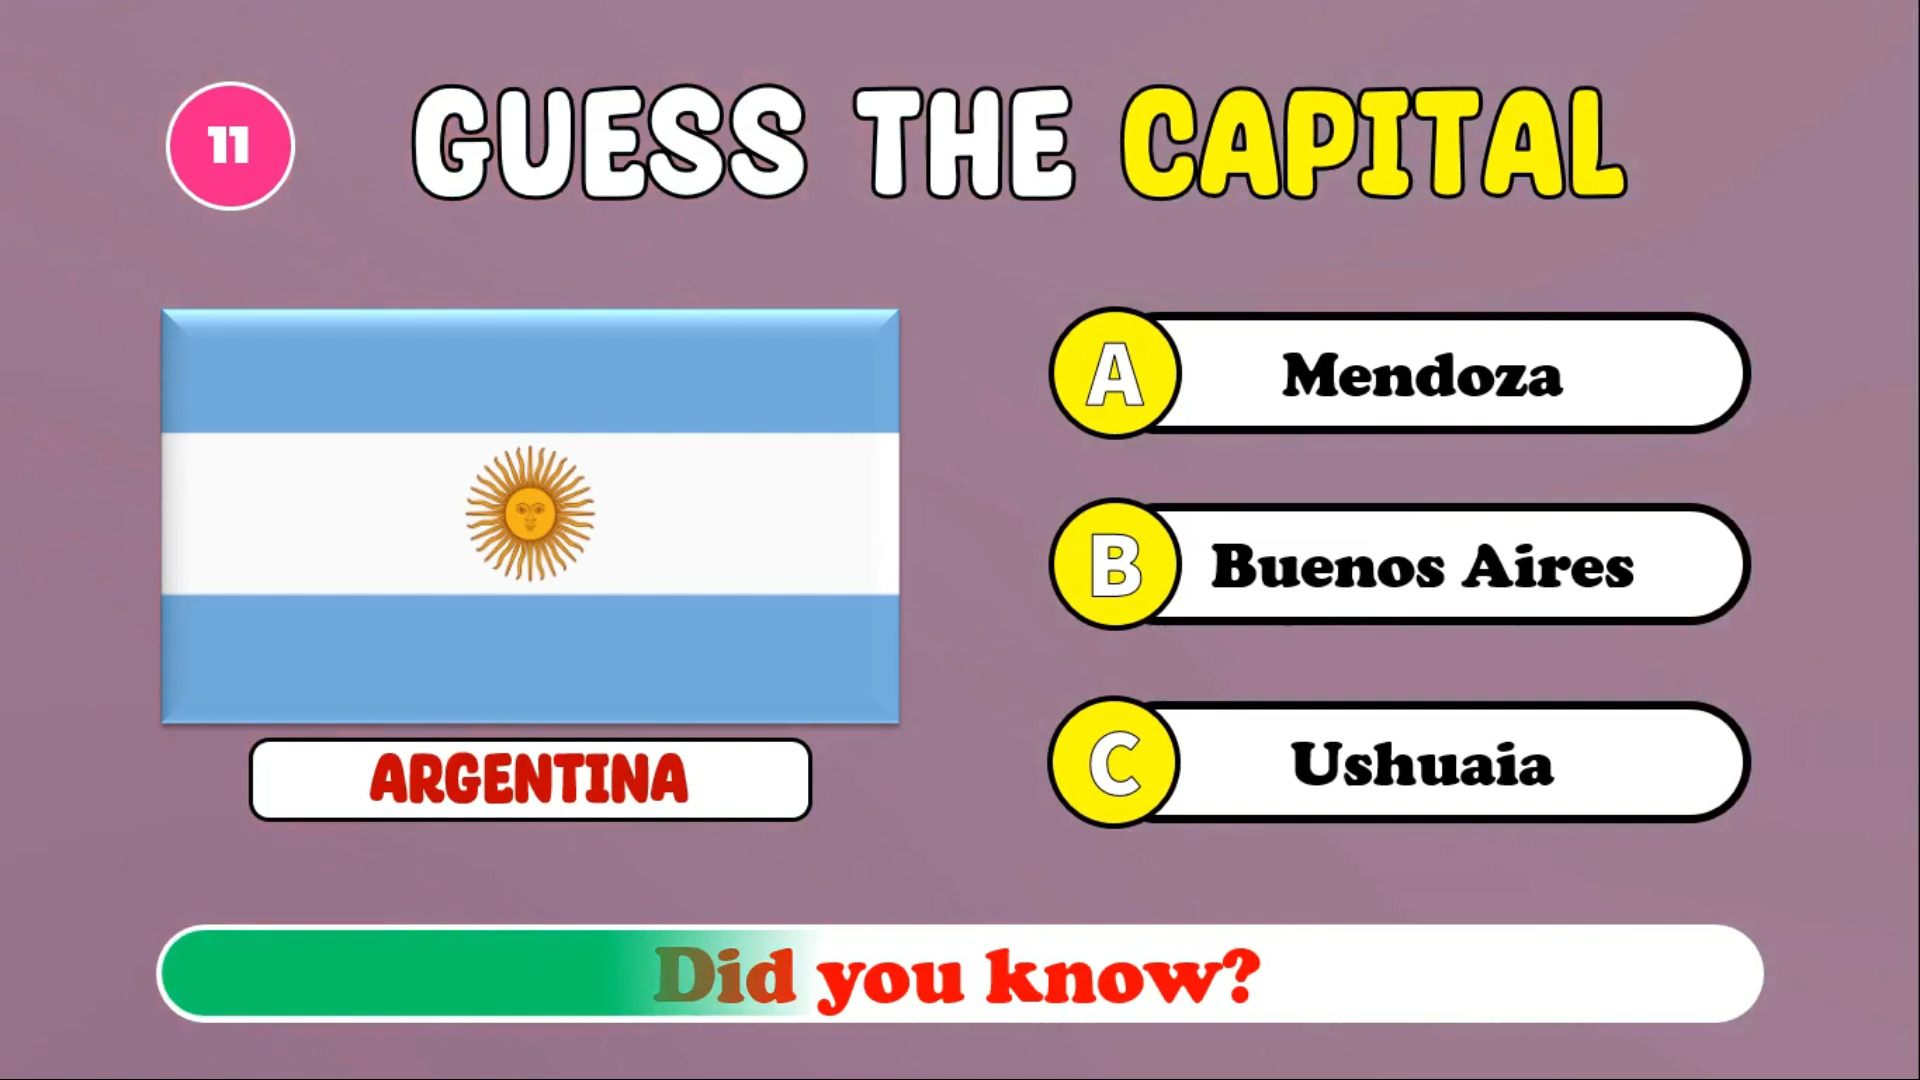 11
GUESS THE CAPITAL
A Mendoza
B Buenos Aires
C Ushuaia
ARGENTINA
Did you know?